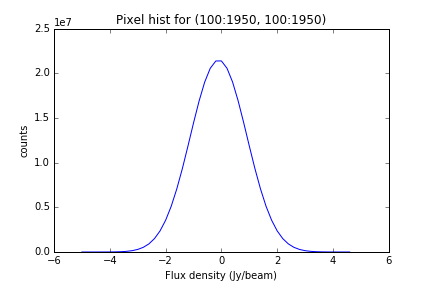 Pixel hist for (100:1950, 100:1950)
1e7
2.5
2.0
1.5
1.0
0.5
0.0
counts
−6 −4 −2 0 2 4 6
Flux density (Jy/beam)